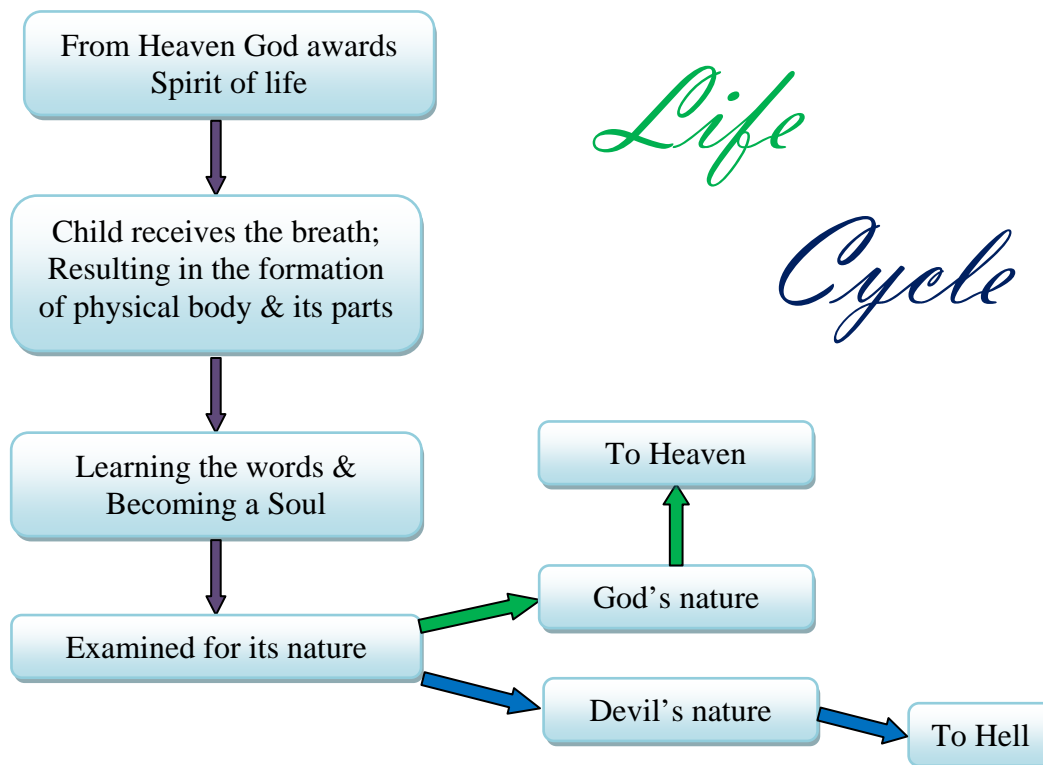 From Heaven God awards
Spirit of life
Life
Cycle
Child receives the breath;
Resulting in the formation
of physical body & its parts
Learning the words &
Becoming a Soul
To Heaven
God’s nature
Examined for its nature
Devil’s nature
To Hell